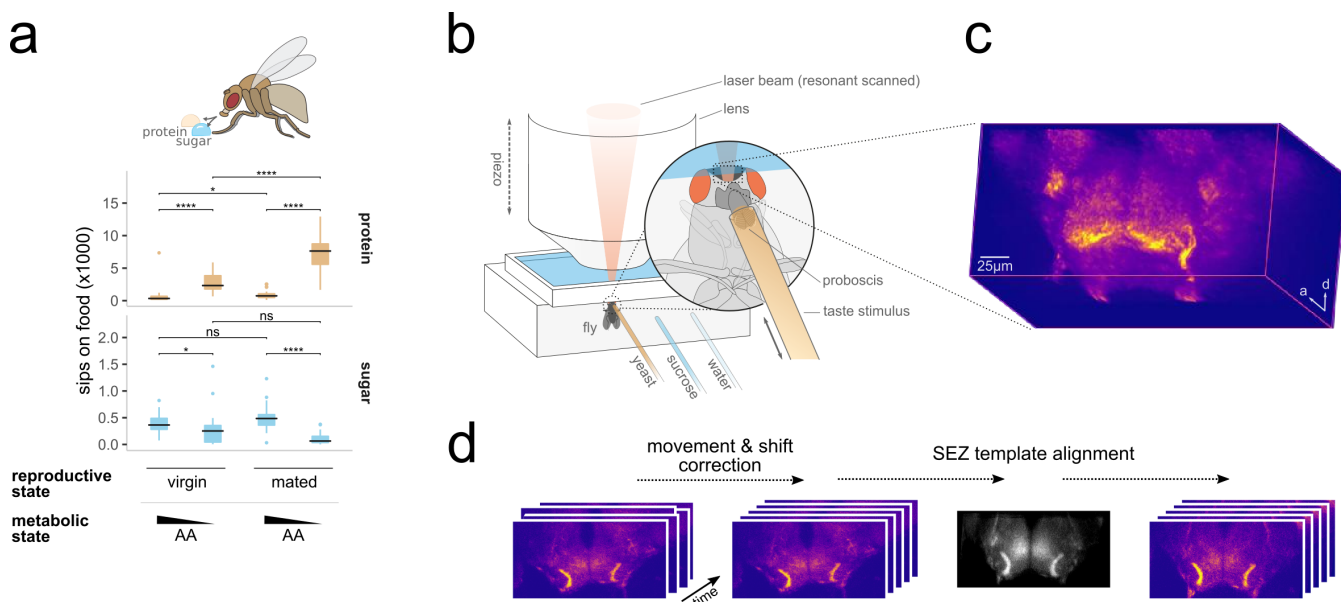 a
protein
sugar
****
*
****
****
15
10
5
0
protein
sips on food (x1000)
ns
ns
*
****
2.0
1.5
1.0
0.5
0.0
sugar
reproductive
state
virgin
mated
metabolic
state
AA
AA
b
laser beam (resonant scanned)
lens
piezo
proboscis
taste stimulus
fly
yeast
sucrose
water
c
25µm
a
d
d
movement & shift
correction
SEZ template alignment
time